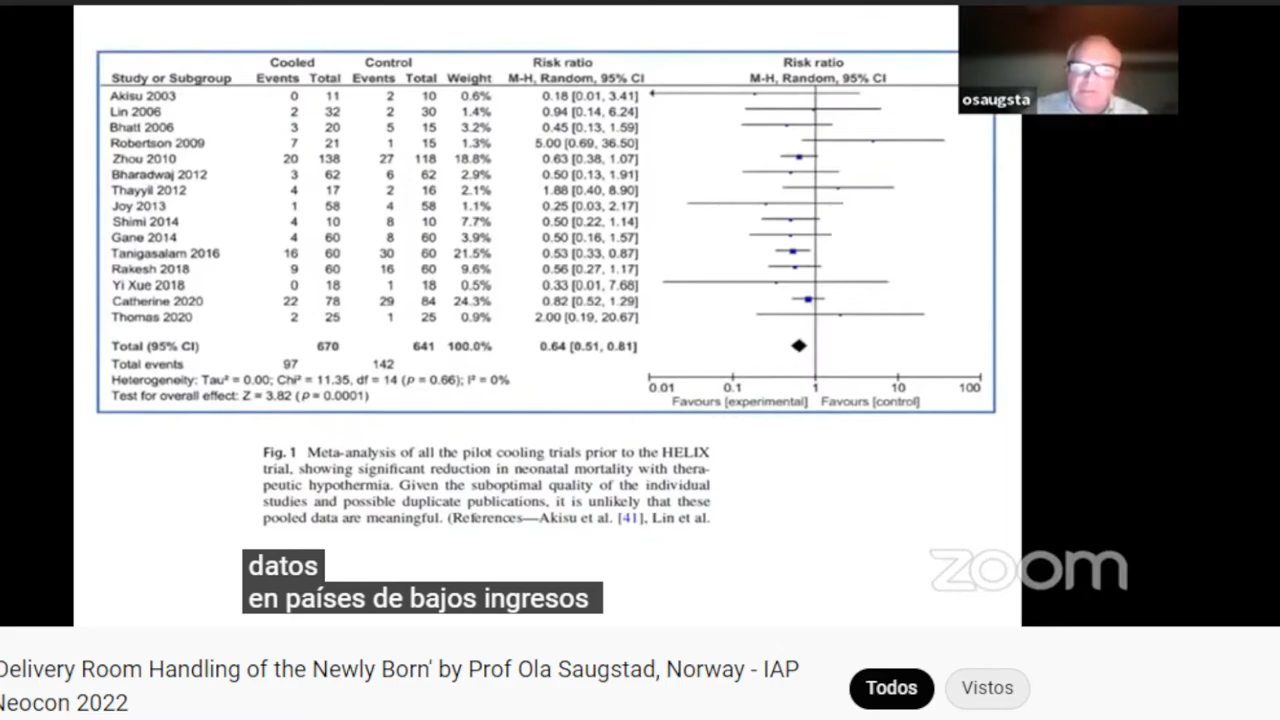 Cooled Control Risk ratio Risk ratio
Study or Subgroup Events Total Events Total Weight M-H, Random, 95% CI M-H, Random, 95% CI
Akisu 2003 0 11 2 10 0.6% 0.18 [0.01, 3.41]
Lin 2006 2 32 2 30 1.4% 0.94 [0.14, 6.24]
Bhatt 2006 3 20 5 15 3.2% 0.45 [0.13, 1.59]
Robertson 2009 7 21 1 15 1.3% 5.00 [0.69, 36.50]
Zhou 2010 20 138 27 118 18.8% 0.63 [0.38, 1.07]
Bharadwaj 2012 3 62 6 62 2.9% 0.50 [0.13, 1.91]
Thayyil 2012 4 17 2 16 2.1% 1.88 [0.40, 8.90]
Joy 2013 1 58 4 58 1.1% 0.25 [0.03, 2.17]
Shimi 2014 4 10 8 10 7.7% 0.50 [0.22, 1.14]
Gane 2014 4 60 8 60 3.9% 0.50 [0.16, 1.57]
Tanigasalam 2016 16 60 30 60 21.5% 0.53 [0.33, 0.87]
Rakesh 2018 9 60 16 60 9.6% 0.56 [0.27, 1.17]
Yi Xue 2018 0 18 1 18 0.5% 0.33 [0.01, 7.68]
Catherine 2020 22 78 29 84 24.3% 0.82 [0.52, 1.29]
Thomas 2020 2 25 1 25 0.9% 2.00 [0.19, 20.67]
Total (95% CI) 670 641 100.0% 0.64 [0.51, 0.81]
Total events 97 142
Heterogeneity: Tau² = 0.00; Chi² = 11.35, df = 14 (p = 0.66); I² = 0%
Test for overall effect: Z = 3.82 (p = 0.0001)
0.01 0.1 1 10 100
Favours [experimental] Favours [control]
osaugsta
Fig. 1 Meta-analysis of all the pilot cooling trials prior to the HELIX
trial, showing significant reduction in neonatal mortality with thera-
peutic hypothermia. Given the suboptimal quality of the individual
studies and possible duplicate publications, it is unlikely that these
pooled data are meaningful. (References—Akisu et al. [41], Lin et al.
datos
en países de bajos ingresos
zoom
Delivery Room Handling of the Newly Born' by Prof Ola Saugstad, Norway - IAP
Neocon 2022
Todos
Vistos